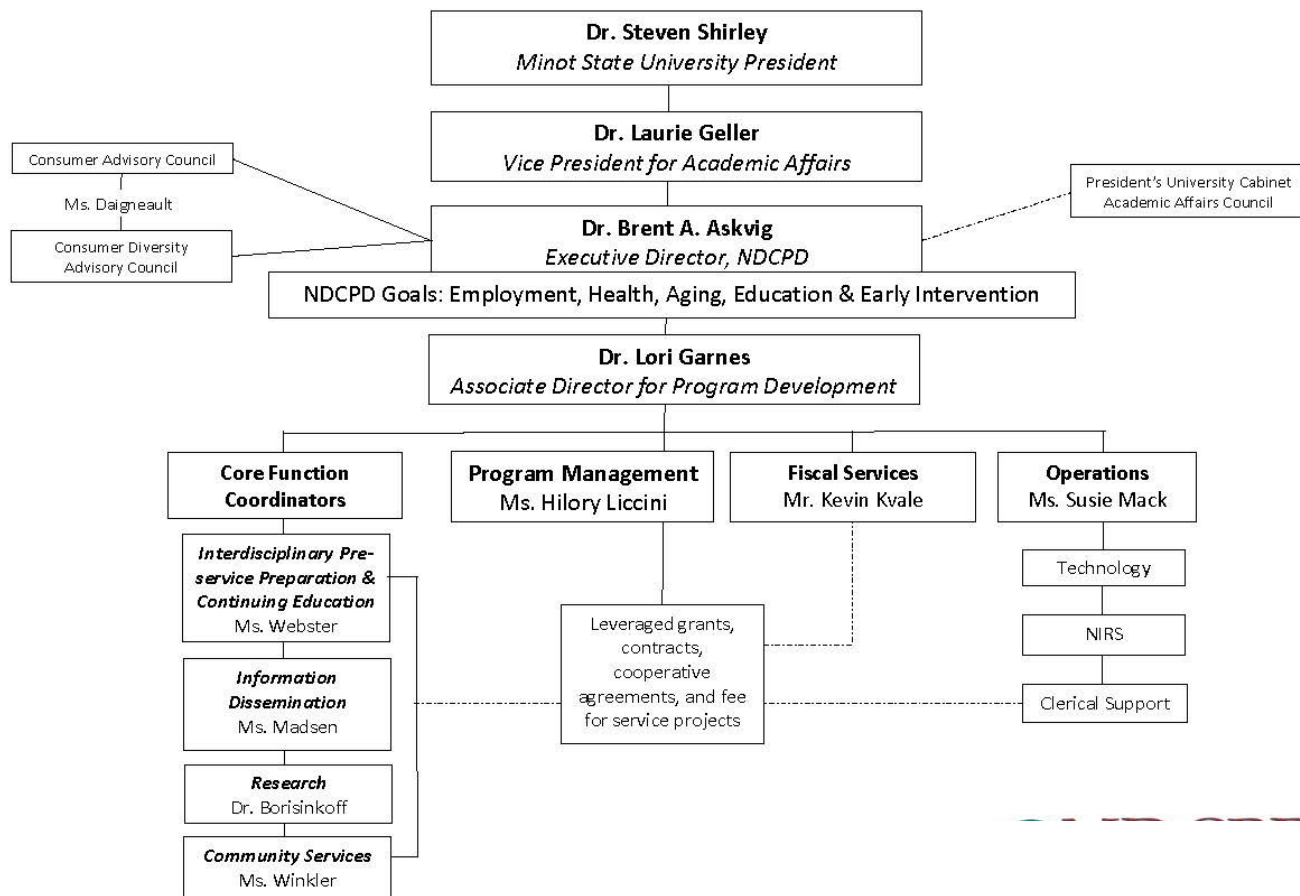 Dr. Steven Shirley
Minot State University President
Dr. Laurie Geller
Vice President for Academic Affairs
Consumer Advisory Council
Ms. Daigneault
Consumer Diversity
Advisory Council
President's University Cabinet
Academic Affairs Council
Dr. Brent A. Askvig
Executive Director, NDCPD
NDCPD Goals: Employment, Health, Aging, Education & Early Intervention
Dr. Lori Garnes
Associate Director for Program Development
Core Function
Coordinators
Program Management
Ms. Hilory Liccini
Fiscal Services
Mr. Kevin Kvale
Operations
Ms. Susie Mack
Interdisciplinary Pre-
service Preparation &
Continuing Education
Ms. Webster
Information
Dissemination
Ms. Madsen
Research
Dr. Borisinkoff
Community Services
Ms. Winkler
Leveraged grants,
contracts,
cooperative
agreements, and fee
for service projects
Technology
NIRS
Clerical Support